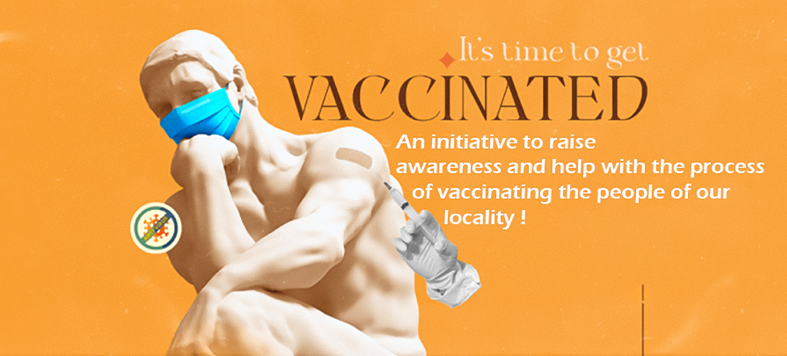 It's time to get
VACCINATED
An initiative to raise
awareness and help with the process
of vaccinating the people of our
locality !